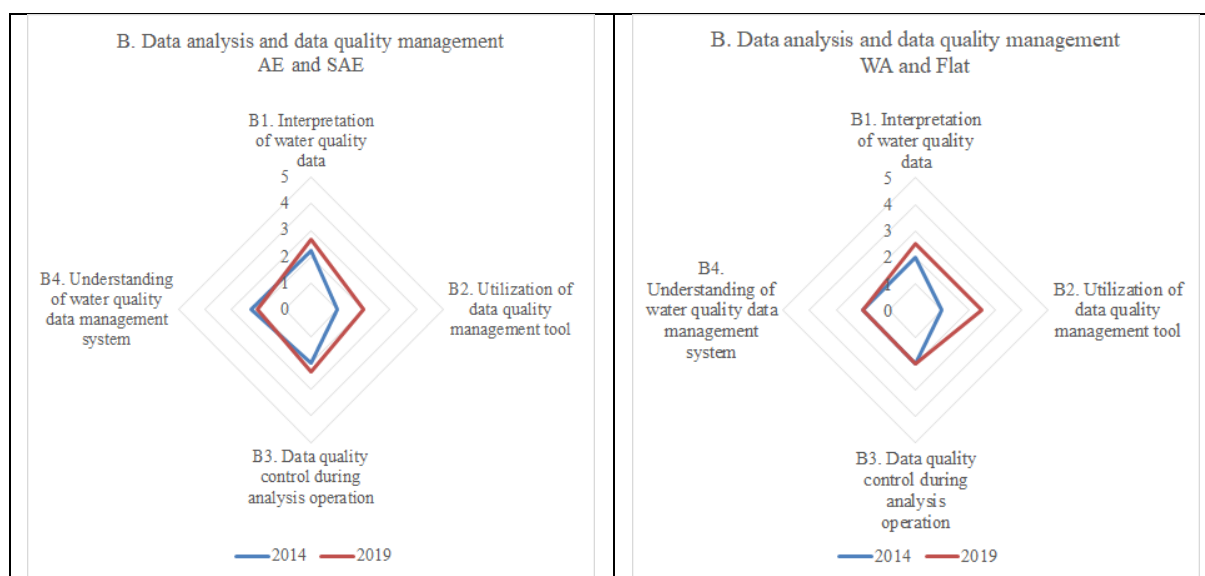 B. Data analysis and data quality management
AE and SAE
B1. Interpretation
of water quality
data
5
4
3
2
1
0
B4. Understanding
of water quality
data management
system
B2. Utilization of
data quality
management tool
B3. Data quality
control during
analysis operation
2014
2019
B. Data analysis and data quality management
WA and Flat
B1. Interpretation
of water quality
data
5
4
3
2
1
0
B4.
Understanding of
water quality data
management
system
B2. Utilization of
data quality
management tool
B3. Data quality
control during
analysis
operation
2014
2019